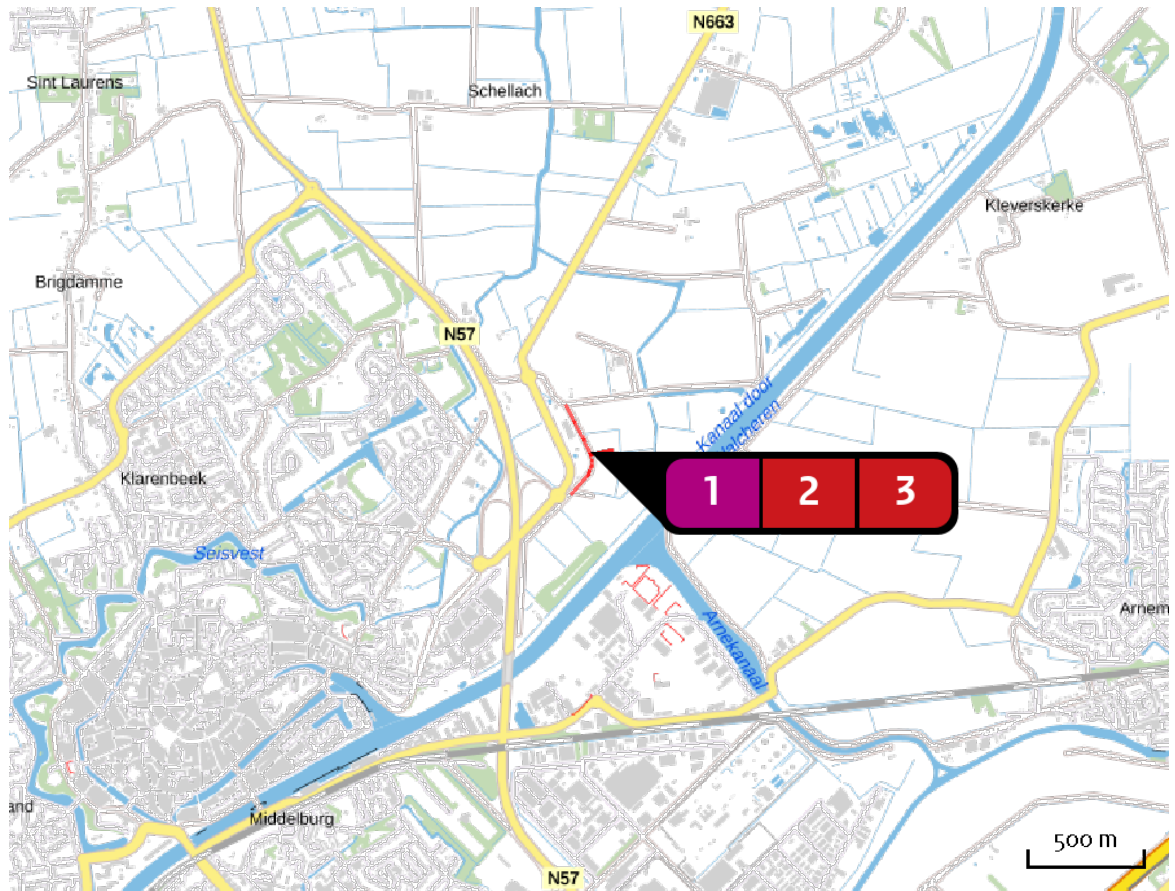 N663
Sint Laurens
Schellach
Kleverskerke
Brigdamme
N57
Kanaal door
Klarenbeek
1 2 3
Seisvest
Arnem
Arnekanaal
and
Middelburg
500 m
N57